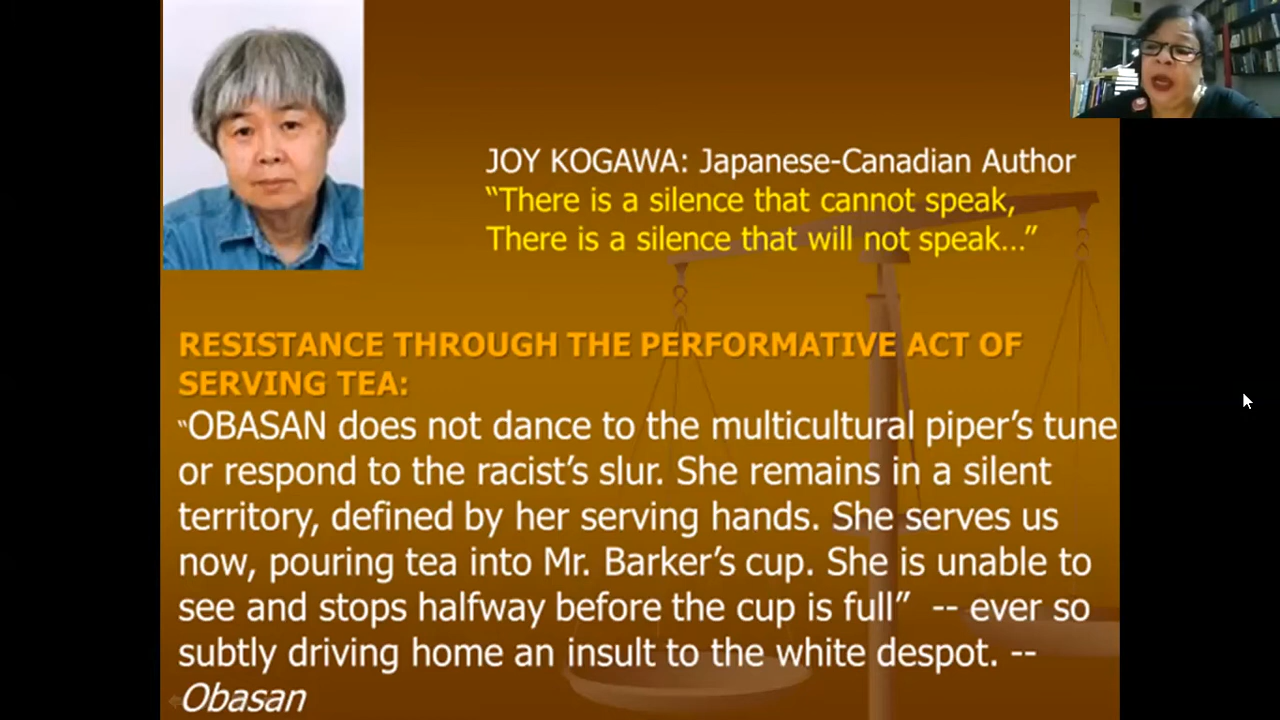 JOY KOGAWA: Japanese-Canadian Author
“There is a silence that cannot speak,
There is a silence that will not speak…”
RESISTANCE THROUGH THE PERFORMATIVE ACT OF
SERVING TEA:
“OBASAN does not dance to the multicultural piper’s tune
or respond to the racist’s slur. She remains in a silent
territory, defined by her serving hands. She serves us
now, pouring tea into Mr. Barker’s cup. She is unable to
see and stops halfway before the cup is full” -- ever so
subtly driving home an insult to the white despot. --
Obasan